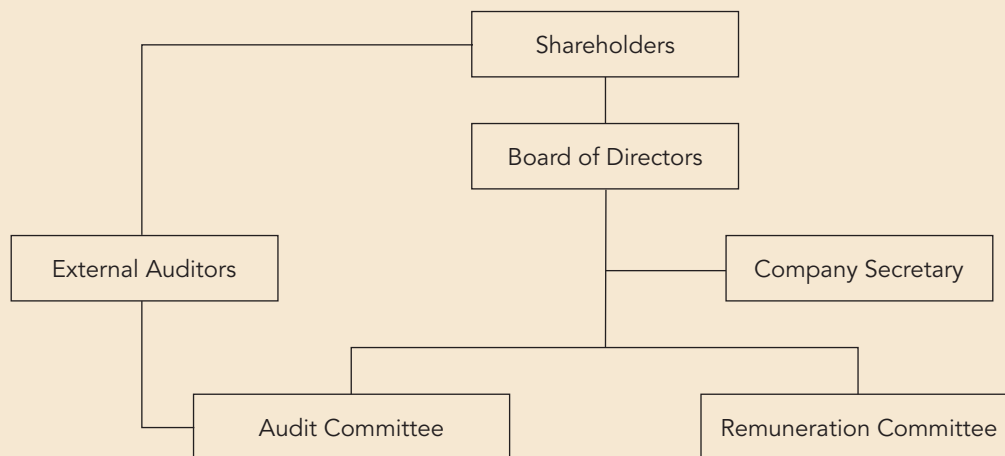 Shareholders
Board of Directors
External Auditors
Company Secretary
Audit Committee
Remuneration Committee